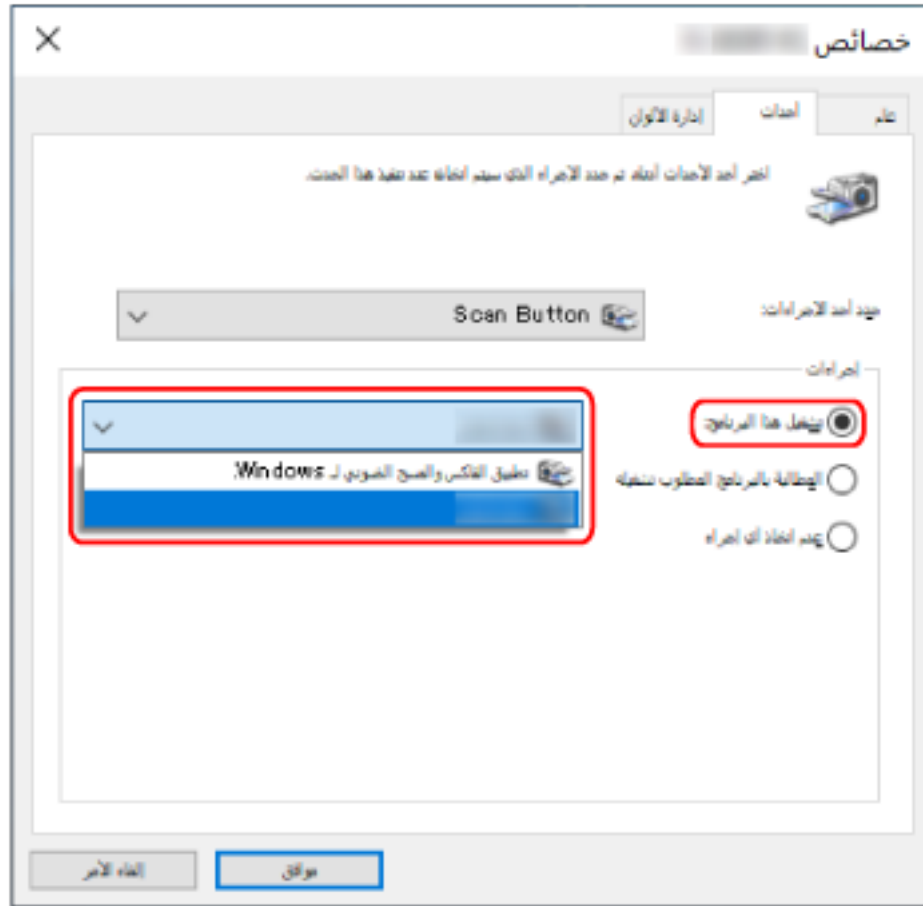 خصائص
عام
أحداث
إدارة الألوان
اختر أحد الأحداث أدناه ثم حدد الإجراء الذي سيتم اتخاذه عند تنفيذ هذا الحدث.
حدد أحد الإجراءات:
Scan Button
إجراءات
تشغيل هذا البرنامج:
تطبيق الفاكس والمسح الضوئي لـ Windows.
المطالبة بالبرنامج المطلوب تشغيله
عدم اتخاذ أي إجراء
موافق
إلغاء الأمر